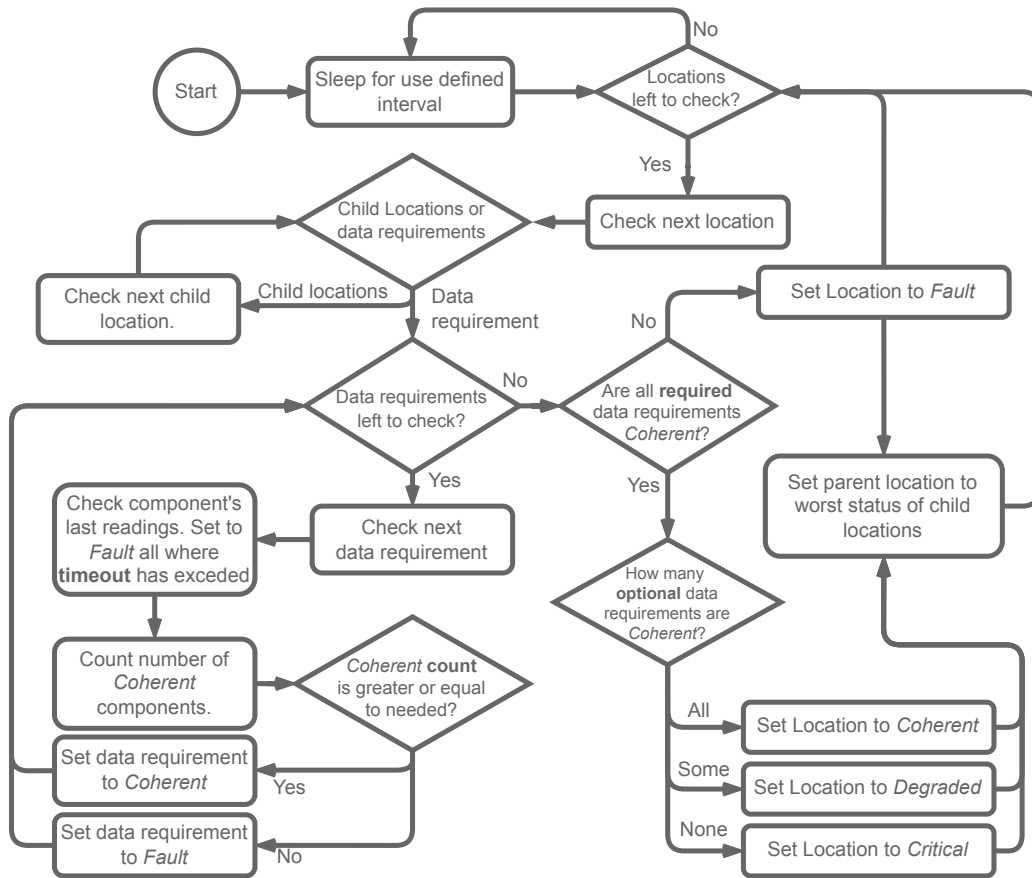 No
Start
Sleep for use defined
interval
Locations
left to check?
Yes
Child Locations or
data requirements
Check next location
Check next child
location.
Child locations
Data
requirement
No
Set Location to Fault
Data requirements
left to check?
No
Are all required
data requirements
Coherent?
Yes
Yes
Set parent location to
worst status of child
locations
Check component's
last readings. Set to
Fault all where
timeout has exceded
Check next
data requirement
How many
optional data
requirements are
Coherent?
Count number of
Coherent
components.
Coherent count
is greater or equal
to needed?
All
Set Location to Coherent
Set data requirement
to Coherent
Yes
Some
Set Location to Degraded
Set data requirement
to Fault
No
None
Set Location to Critical